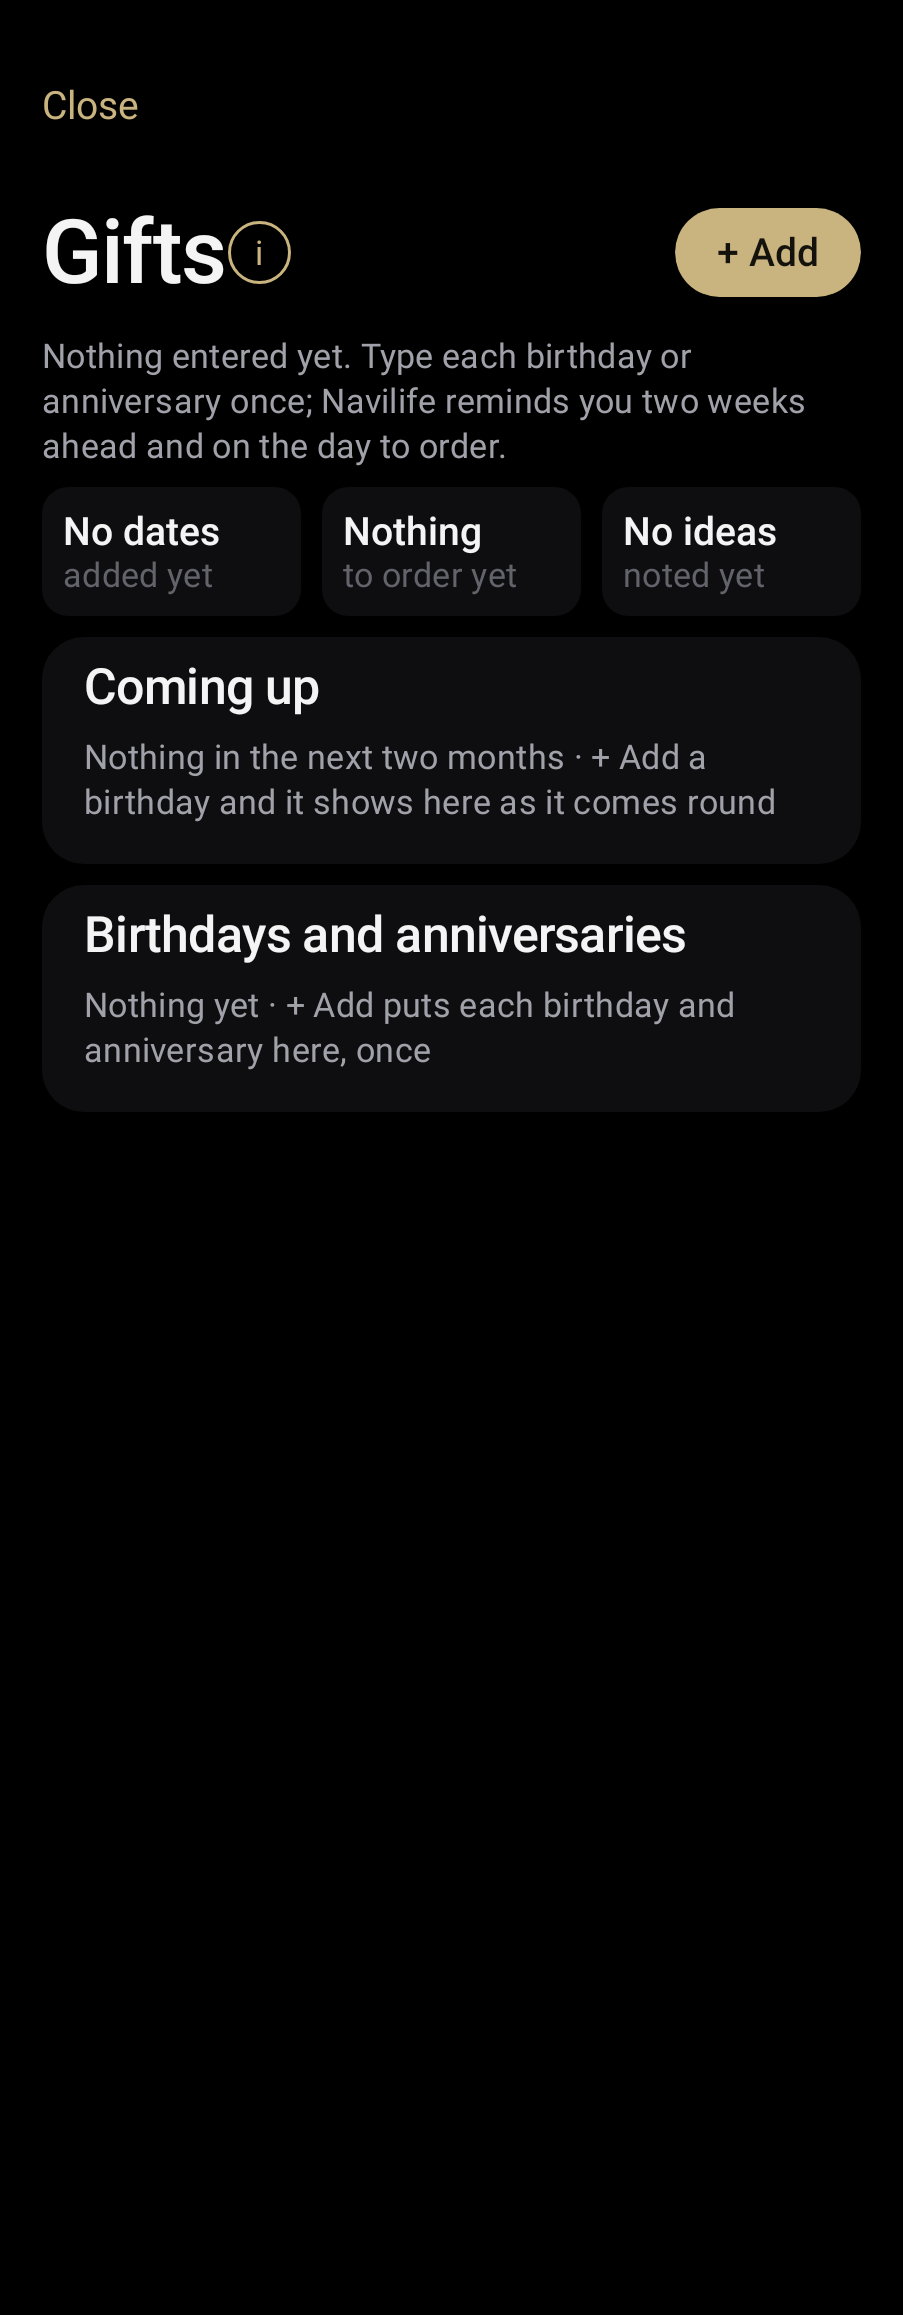 Close
Gifts i
+ Add
Nothing entered yet. Type each birthday or
anniversary once; Navilife reminds you two weeks
ahead and on the day to order.
No dates
added yet
Nothing
to order yet
No ideas
noted yet
Coming up
Nothing in the next two months · + Add a
birthday and it shows here as it comes round
Birthdays and anniversaries
Nothing yet · + Add puts each birthday and
anniversary here, once